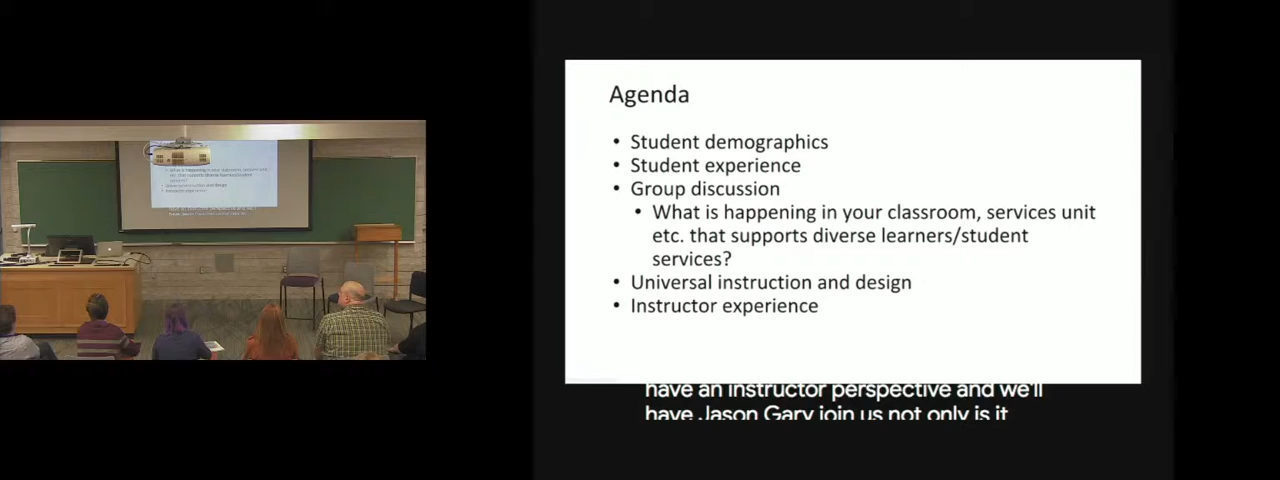 Agenda
• Student demographics
• Student experience
• Group discussion
• What is happening in your classroom, services unit
etc. that supports diverse learners/student
services?
• Universal instruction and design
• Instructor experience
have an instructor perspective and we'll
have Jason Gary join us not only is it